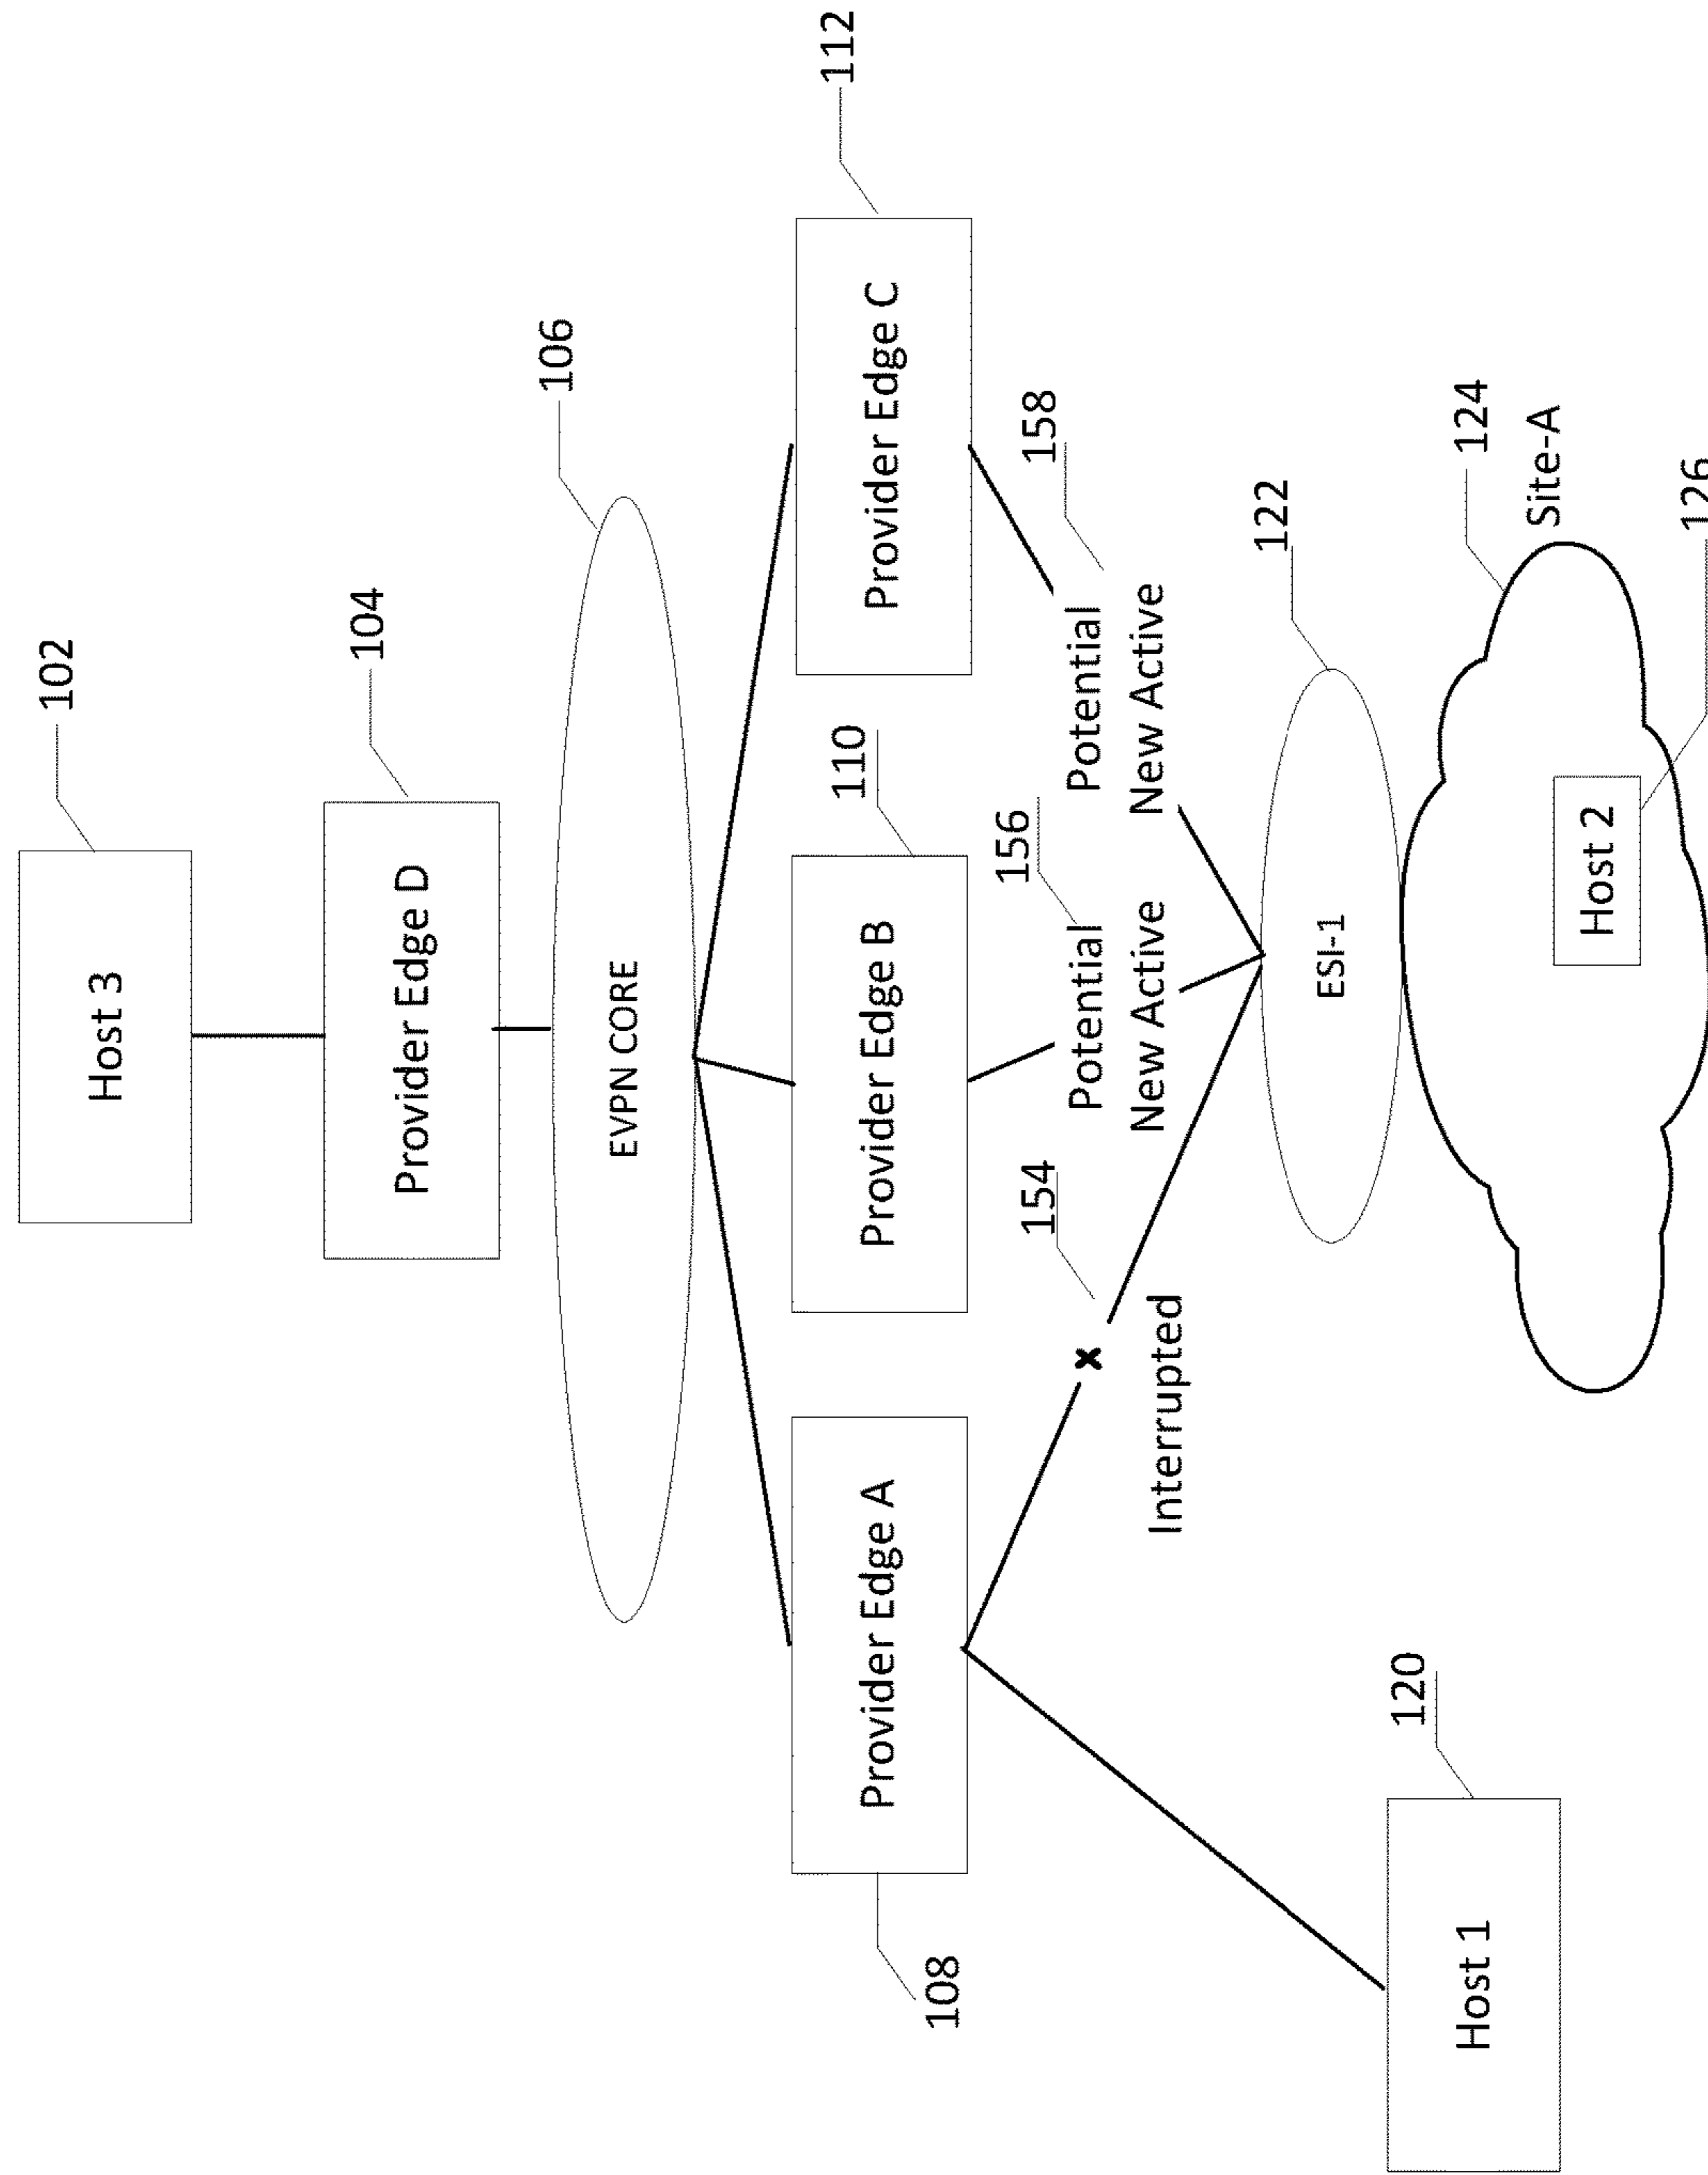 102
Host 3
104
Provider Edge D
106
EVPN CORE
112
108
Provider Edge A
Provider Edge B
110
Provider Edge C
154
Interrupted
156
Potential
New Active
158
Potential
New Active
122
ESI-1
120
Host 1
124
Site-A
Host 2
126